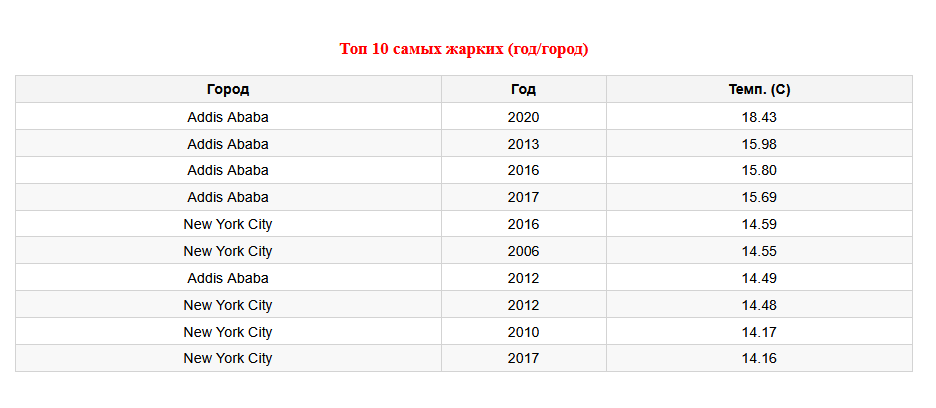 Топ 10 самых жарких (год/город)
Город Год Темп. (C)
Addis Ababa 2020 18.43
Addis Ababa 2013 15.98
Addis Ababa 2016 15.80
Addis Ababa 2017 15.69
New York City 2016 14.59
New York City 2006 14.55
Addis Ababa 2012 14.49
New York City 2012 14.48
New York City 2010 14.17
New York City 2017 14.16